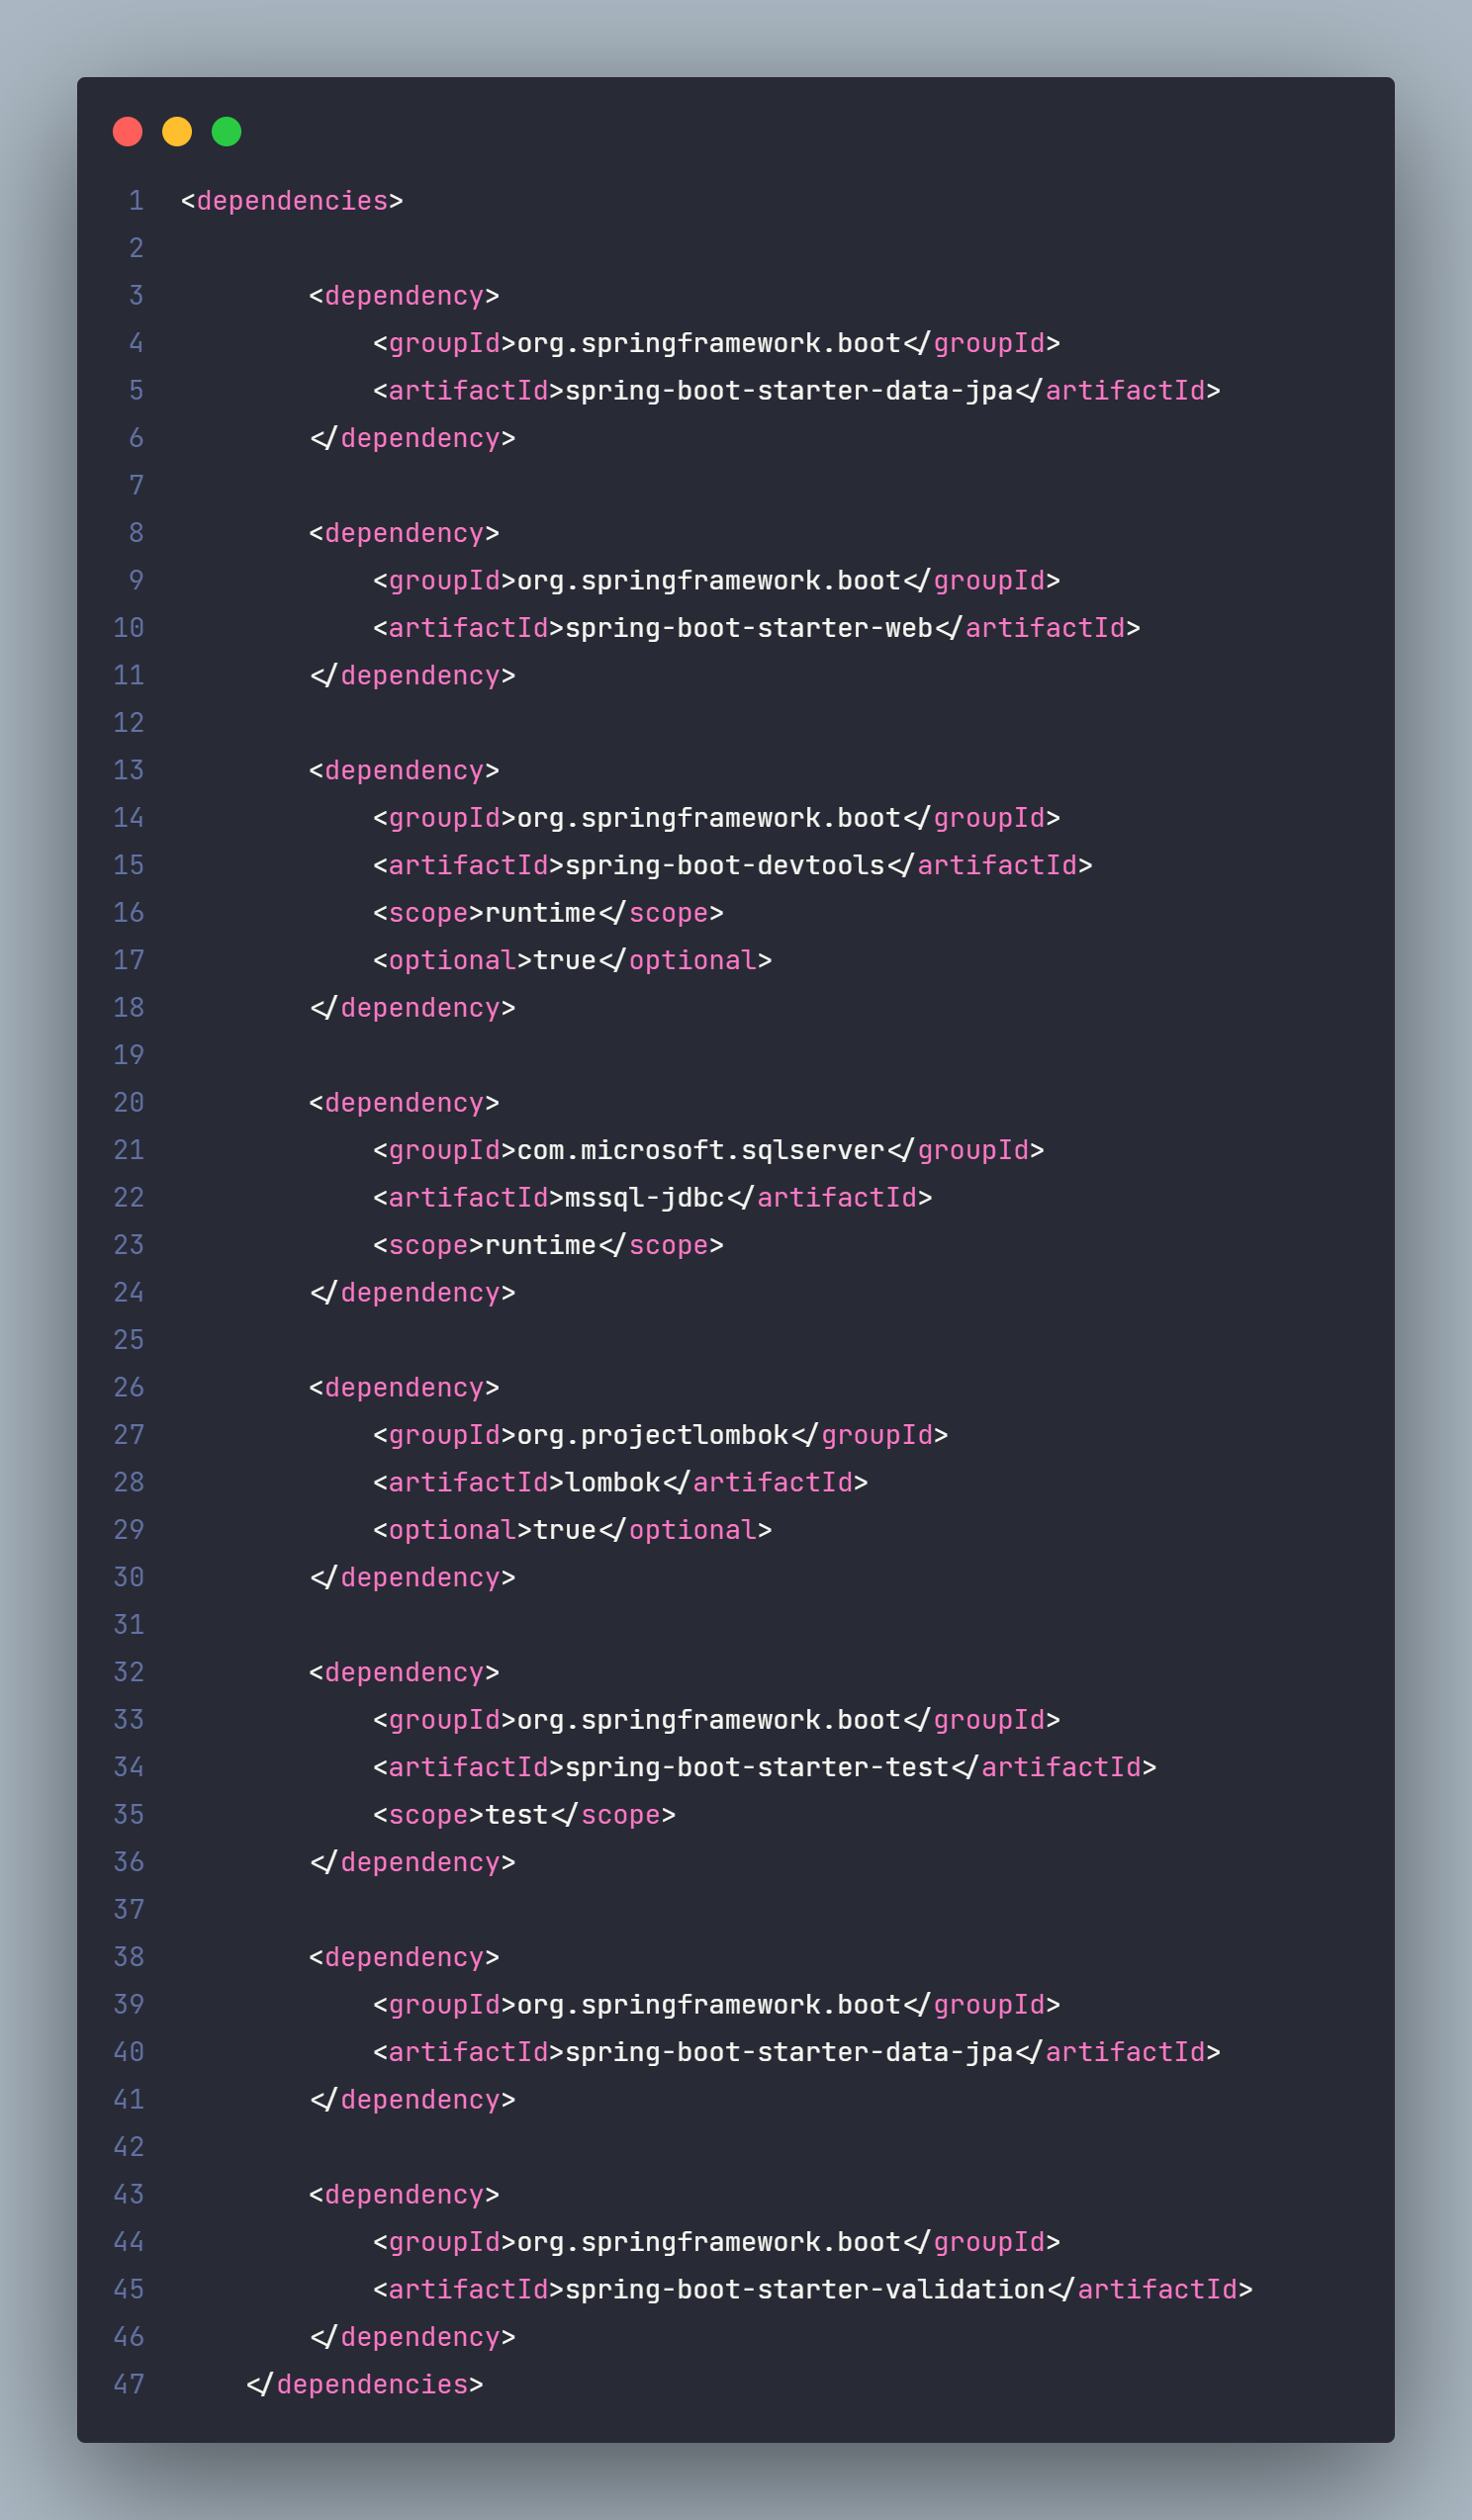 1 <dependencies>
2
3         <dependency>
4             <groupId>org.springframework.boot</groupId>
5             <artifactId>spring-boot-starter-data-jpa</artifactId>
6         </dependency>
7
8         <dependency>
9             <groupId>org.springframework.boot</groupId>
10             <artifactId>spring-boot-starter-web</artifactId>
11         </dependency>
12
13         <dependency>
14             <groupId>org.springframework.boot</groupId>
15             <artifactId>spring-boot-devtools</artifactId>
16             <scope>runtime</scope>
17             <optional>true</optional>
18         </dependency>
19
20         <dependency>
21             <groupId>com.microsoft.sqlserver</groupId>
22             <artifactId>mssql-jdbc</artifactId>
23             <scope>runtime</scope>
24         </dependency>
25
26         <dependency>
27             <groupId>org.projectlombok</groupId>
28             <artifactId>lombok</artifactId>
29             <optional>true</optional>
30         </dependency>
31
32         <dependency>
33             <groupId>org.springframework.boot</groupId>
34             <artifactId>spring-boot-starter-test</artifactId>
35             <scope>test</scope>
36         </dependency>
37
38         <dependency>
39             <groupId>org.springframework.boot</groupId>
40             <artifactId>spring-boot-starter-data-jpa</artifactId>
41         </dependency>
42
43         <dependency>
44             <groupId>org.springframework.boot</groupId>
45             <artifactId>spring-boot-starter-validation</artifactId>
46         </dependency>
47     </dependencies>